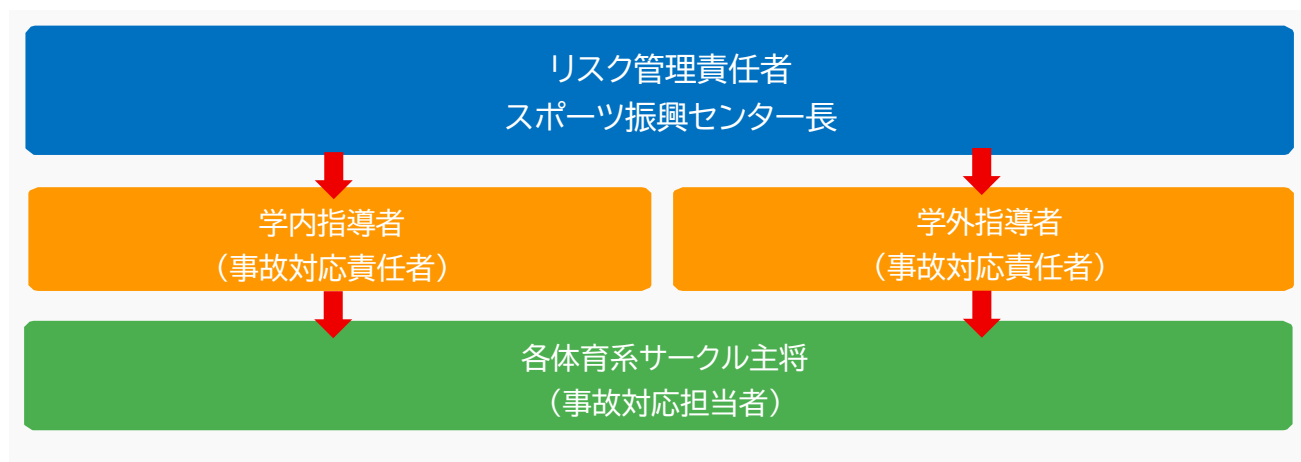 リスク管理責任者
スポーツ振興センター長
学内指導者
（事故対応責任者）
学外指導者
（事故対応責任者）
各体育系サークル主将
（事故対応担当者）